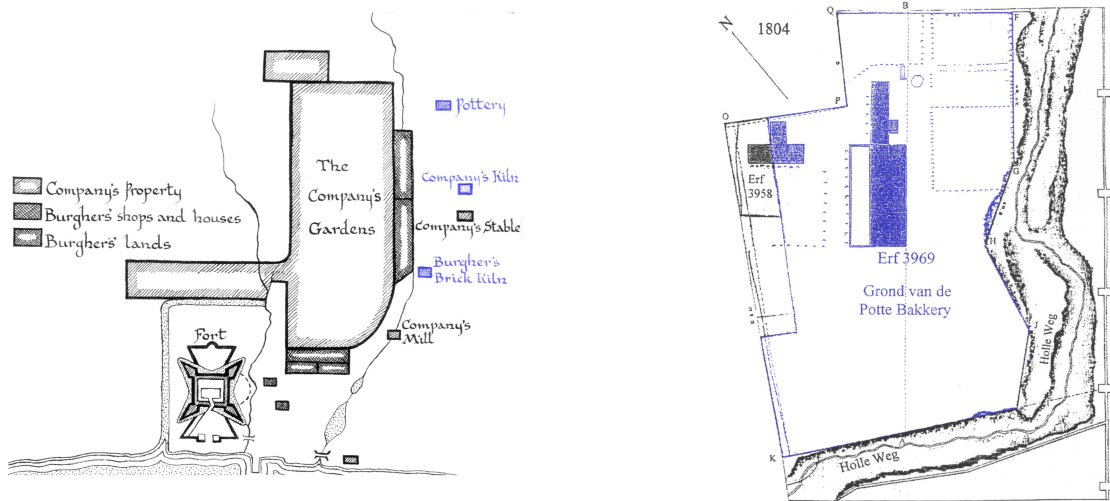 The
Company's
Gardens
Company's Property
Burghers' shops and houses
Burghers' lands
Pottery
Company's Kiln
Company's Stable
Burgher's
Brick Kiln
Company's
Mill
Fort
N
1804
Q
B
F
P
O
G
H
J
K
A
Erf
3958
Erf 3969
Grond van de
Potte Bakkery
Holle Weg
Holle Weg